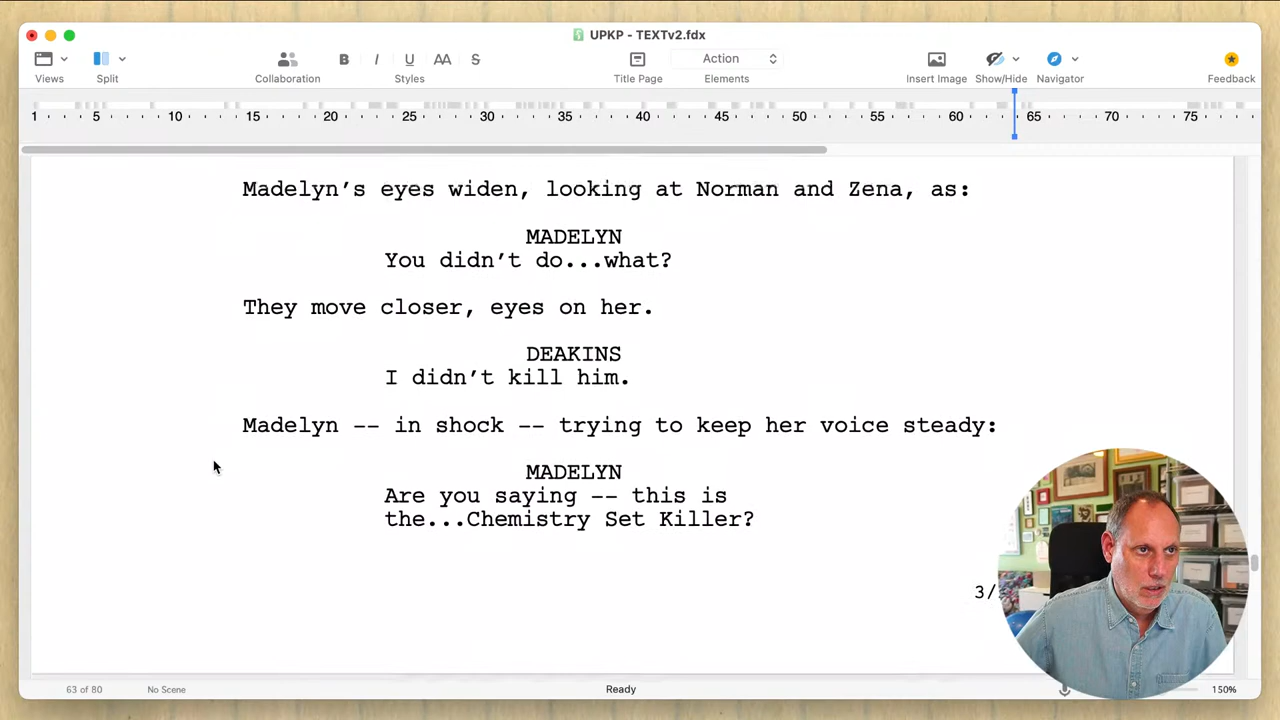 UPKP - TEXTv2.fdx
B I U AA S Action
Views Split Collaboration Styles Title Page Elements Insert Image Show/Hide Navigator Feedback
1 5 10 15 20 25 30 35 40 45 50 55 60 65 70 75
Madelyn's eyes widen, looking at Norman and Zena, as:
MADELYN
You didn't do...what?
They move closer, eyes on her.
DEAKINS
I didn't kill him.
Madelyn -- in shock -- trying to keep her voice steady:
MADELYN
Are you saying -- this is
the...Chemistry Set Killer?
3/
63 of 80 No Scene Ready 150%